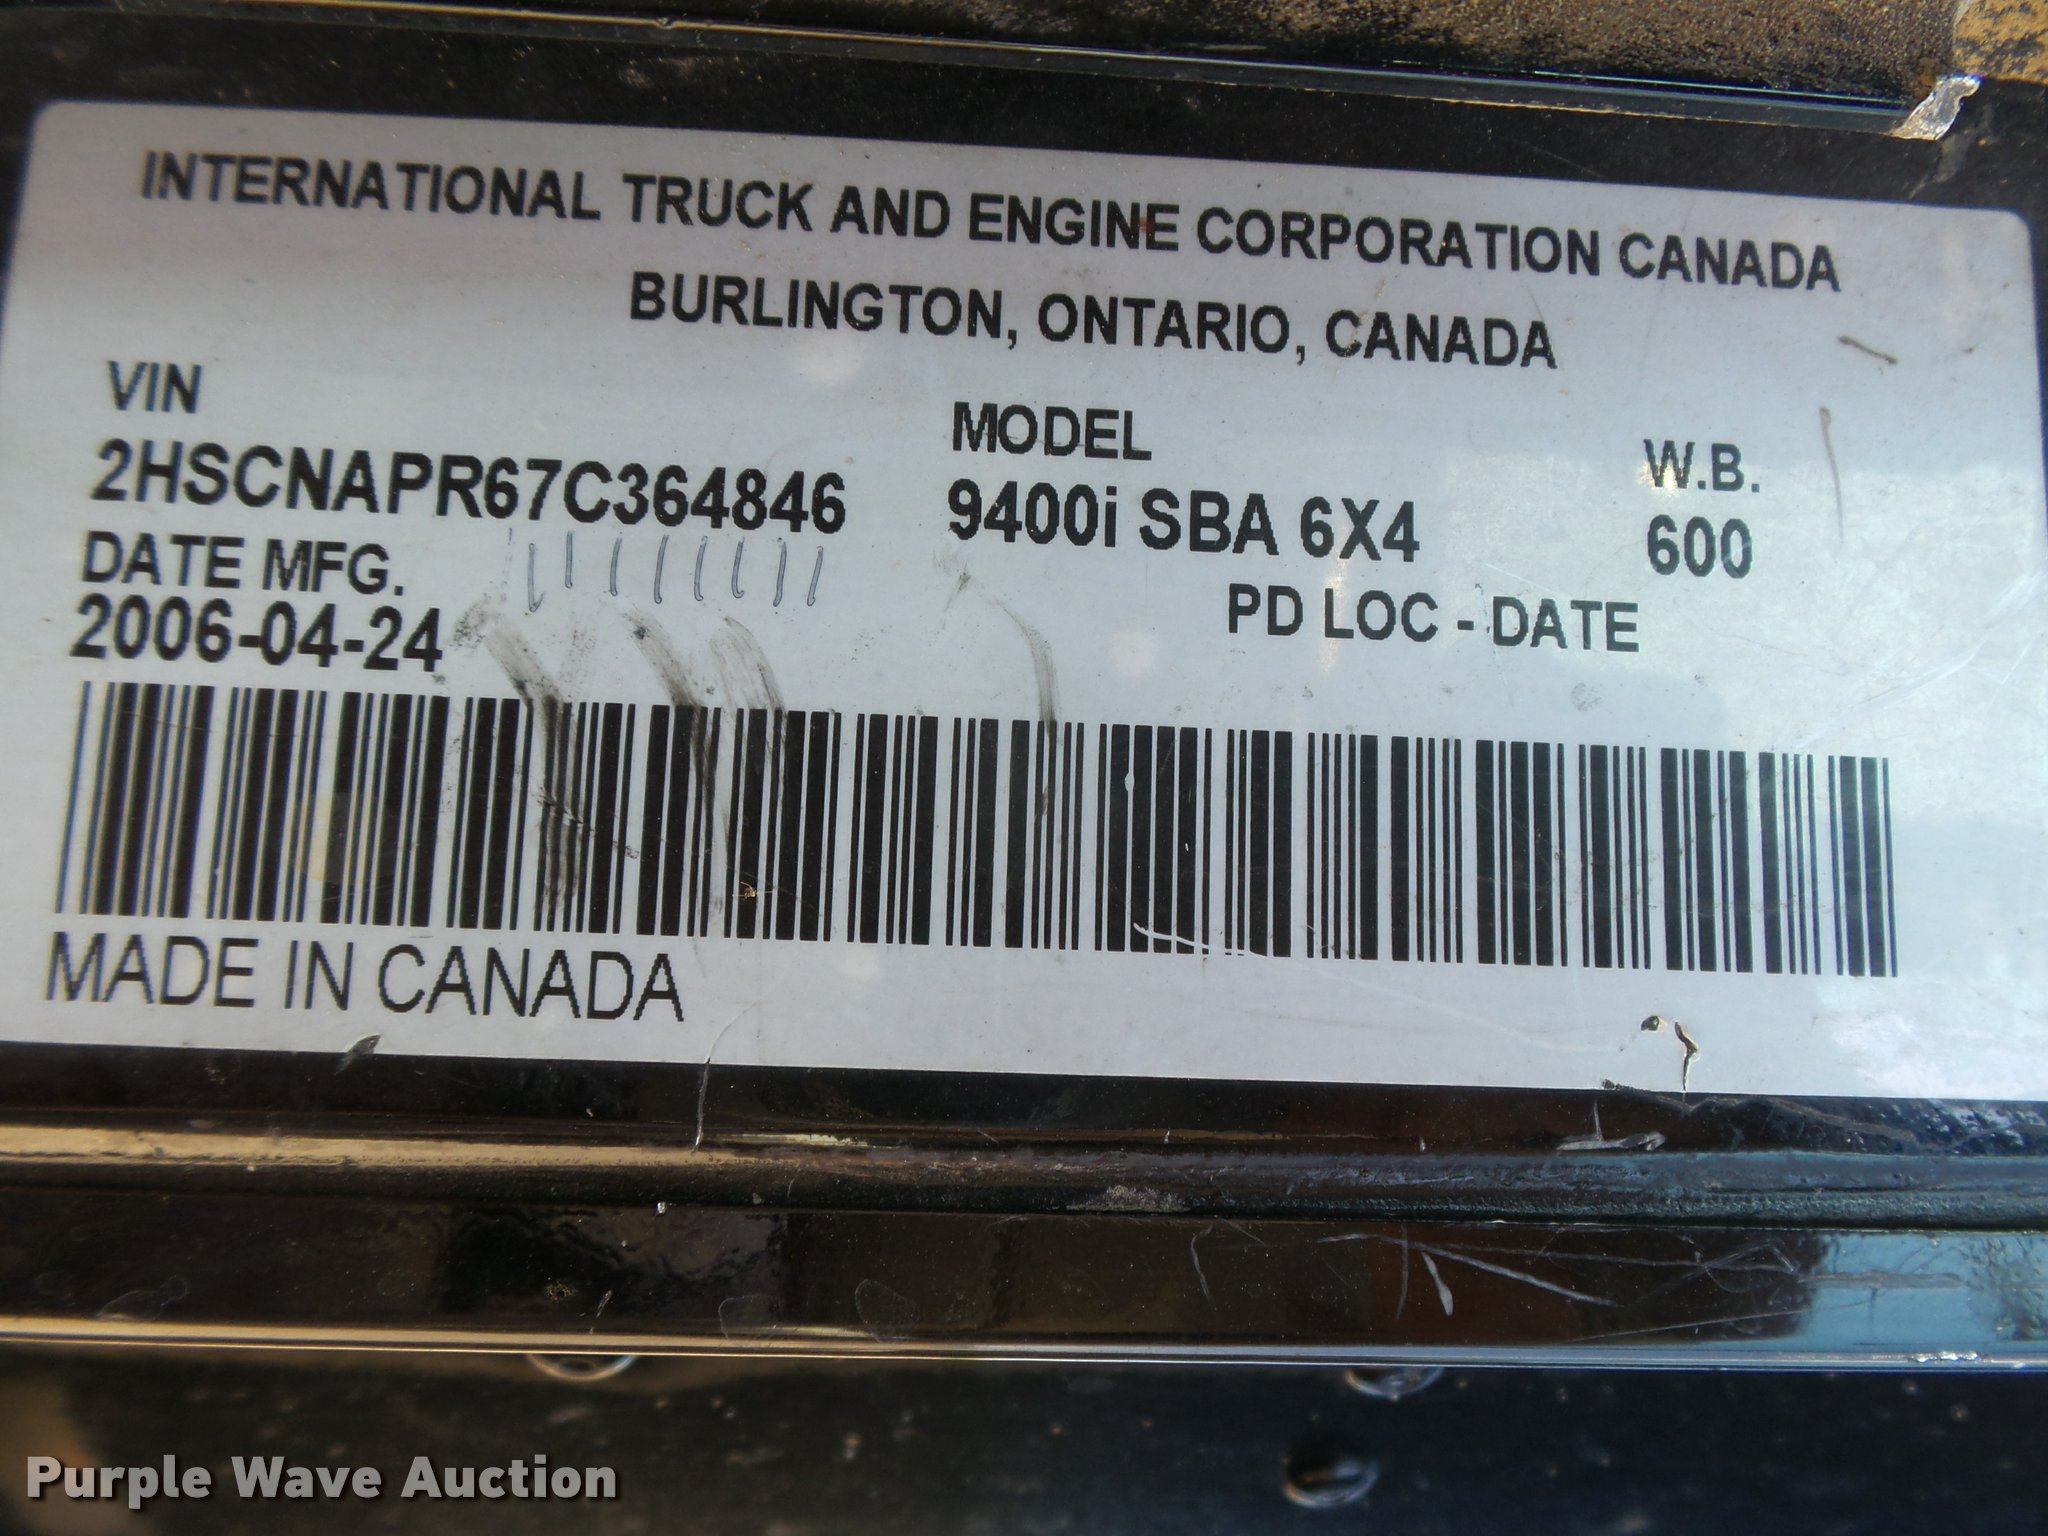 INTERNATIONAL TRUCK AND ENGINE CORPORATION CANADA
BURLINGTON, ONTARIO, CANADA
VIN MODEL W.B.
2HSCNAPR67C364846 9400i SBA 6X4 600
DATE MFG. PD LOC - DATE
2006-04-24
MADE IN CANADA
Purple Wave Auction